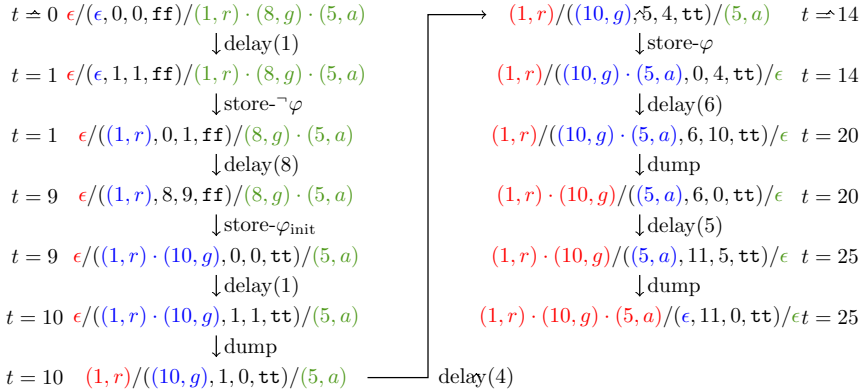 t = 0 ϵ/(ϵ, 0, 0, ff)/(1, r) · (8, g) · (5, a)
↓delay(1)
t = 1 ϵ/(ϵ, 1, 1, ff)/(1, r) · (8, g) · (5, a)
↓store-¬φ
t = 1 ϵ/((1, r), 0, 1, ff)/(8, g) · (5, a)
↓delay(8)
t = 9 ϵ/((1, r), 8, 9, ff)/(8, g) · (5, a)
↓store-φinit
t = 9 ϵ/((1, r) · (10, g), 0, 0, tt)/(5, a)
↓delay(1)
t = 10 ϵ/((1, r) · (10, g), 1, 1, tt)/(5, a)
↓dump
t = 10 (1, r)/((10, g), 1, 0, tt)/(5, a)
delay(4)
(1, r)/((10, g), 5, 4, tt)/(5, a) t = 14
↓store-φ
(1, r)/((10, g) · (5, a), 0, 4, tt)/ϵ t = 14
↓delay(6)
(1, r)/((10, g) · (5, a), 6, 10, tt)/ϵ t = 20
↓dump
(1, r) · (10, g)/((5, a), 6, 0, tt)/ϵ t = 20
↓delay(5)
(1, r) · (10, g)/((5, a), 11, 5, tt)/ϵ t = 25
↓dump
(1, r) · (10, g) · (5, a)/(ϵ, 11, 0, tt)/ϵ t = 25